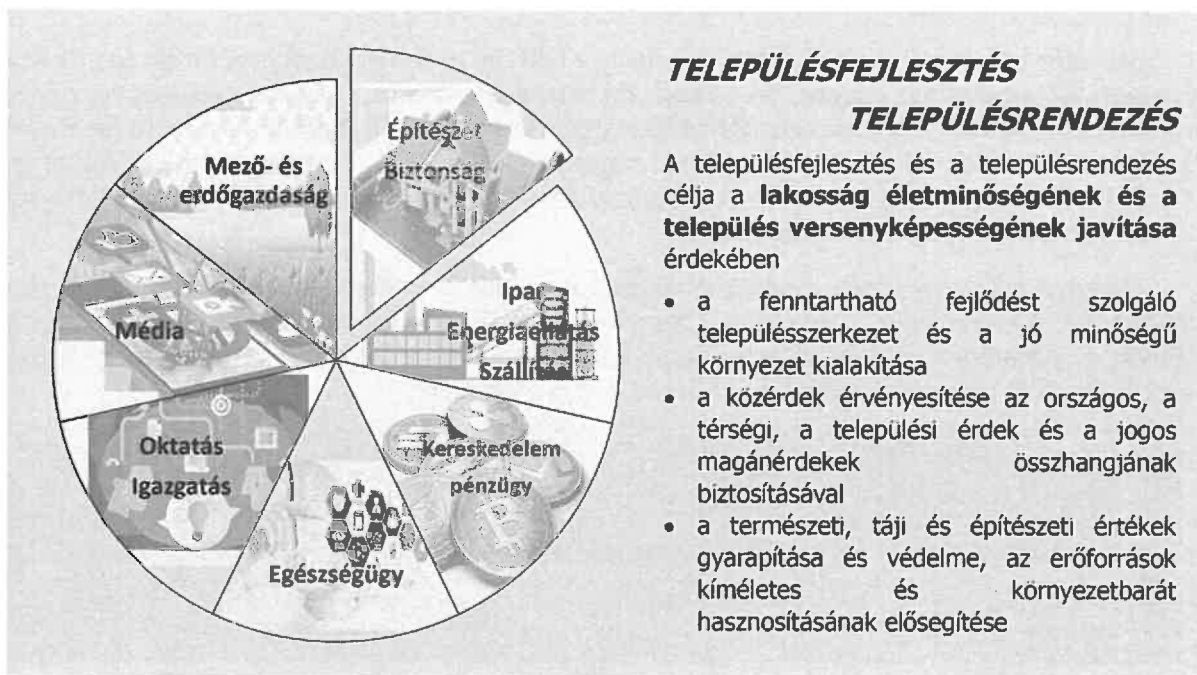 Építészet
Biztonság
Mező- és
erdőgazdaság
Ipar
Energiaellátás
Szállítás
Média
Oktatás
Igazgatás
Kereskedelem
pénzügy
Egészségügy
TELEPÜLÉSFEJLESZTÉS
TELEPÜLÉSRENDEZÉS
A településfejlesztés és a településrendezés
célja a lakosság életminőségének és a
település versenyképességének javítása
érdekében
• a fenntartható fejlődést szolgáló
településszerkezet és a jó minőségű
környezet kialakítása
• a közérdek érvényesítése az országos, a
térségi, a települési érdek és a jogos
magánérdekek összhangjának
biztosításával
• a természeti, táji és építészeti értékek
gyarapítása és védelme, az erőforrások
kíméletes és környezetbarát
hasznosításának elősegítése